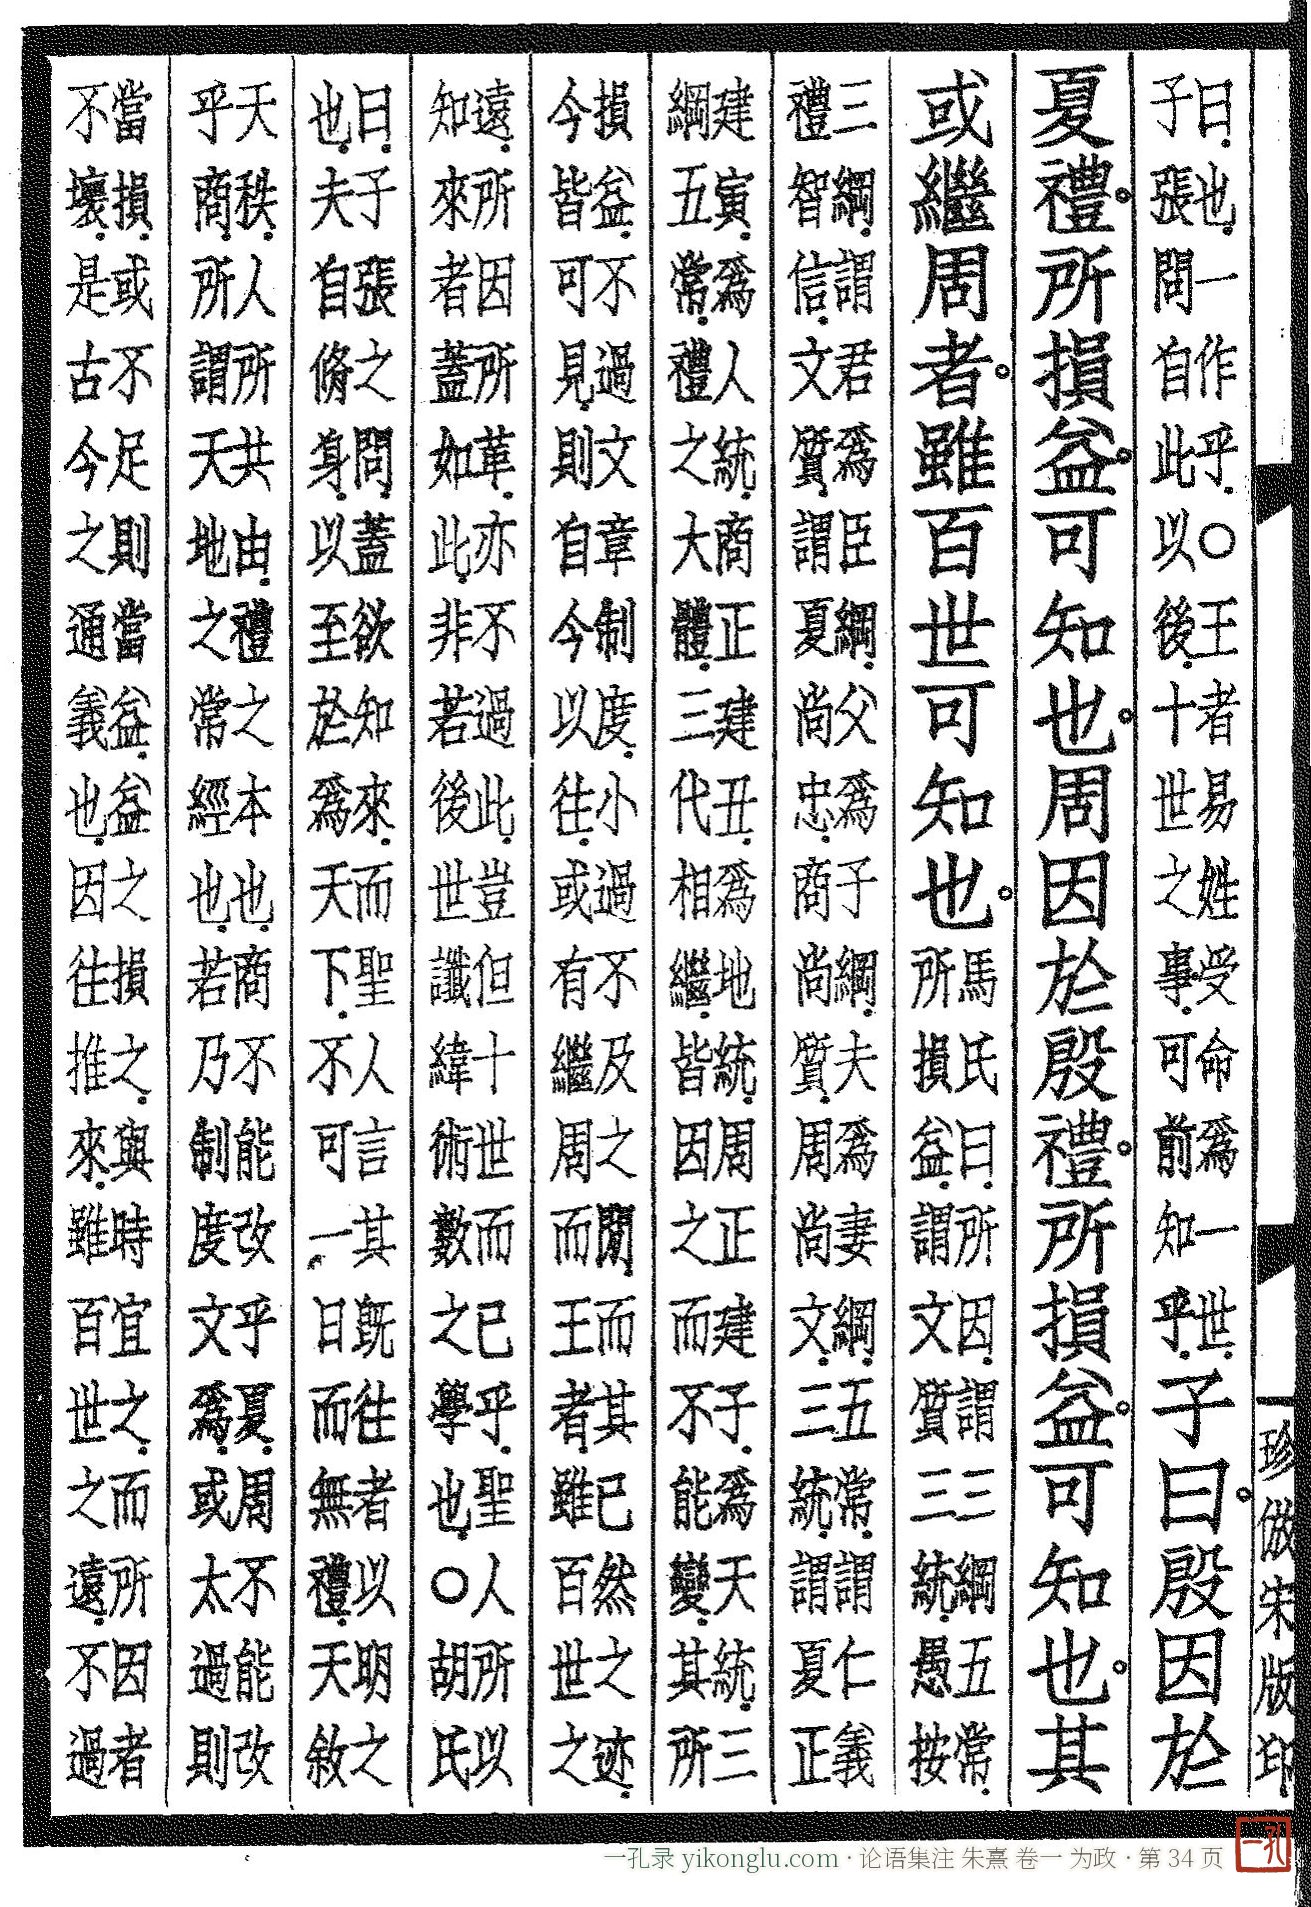 珍倣宋版印
曰。也。一作乎。○王者易姓受命爲一世。
子張問自此以後。十世之事。可前知乎。
子曰。殷因於
夏禮。所損益。可知也。周因於殷禮。所損益。可知也。其
或繼周者。雖百世可知也。
馬氏曰。所因。謂三綱五常。
所損益。謂文質三統。愚按
三綱。謂君爲臣綱。父爲子綱。夫爲妻綱。五常。謂仁義
禮智信。文質。謂夏尚忠。商尚質。周尚文。三統。謂夏正
建寅。爲人統。商正建丑。爲地統。周正建子。爲天統。三
綱五常。禮之大體。三代相繼。皆因之而不能變。其所
損益。不過文章制度。小過不及之閒。而其已然之迹。
今皆可見。則自今以往。或有繼周而王者。雖百世之
遠。所因所革。亦不過此。豈但十世而已乎。聖人所以
知來者蓋如此。非若後世讖緯術數之學也。○胡氏
曰。子張之問。蓋欲知來。而聖人言其旣往者以明之
也。夫自脩身。以至於爲天下。不可一日而無禮。天敘
天秩。人所共由。禮之本也。商不能改乎夏。周不能改
乎商。所謂天地之常經也。若乃制度文爲。或太過則
當損。或不足則當益。益之損之。與時宜之。而所因者
不壞。是古今之通義也。因往推來。雖百世之遠。不過
一孔录 yikonglu.com · 论语集注 朱熹 卷一 为政 · 第 34 页
一孔